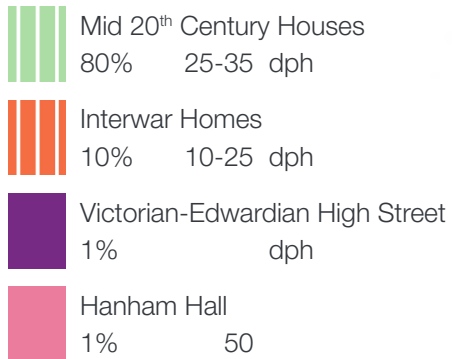 Mid 20th Century Houses
80% 25-35 dph
Interwar Homes
10% 10-25 dph
Victorian-Edwardian High Street
1% dph
Hanham Hall
1% 50